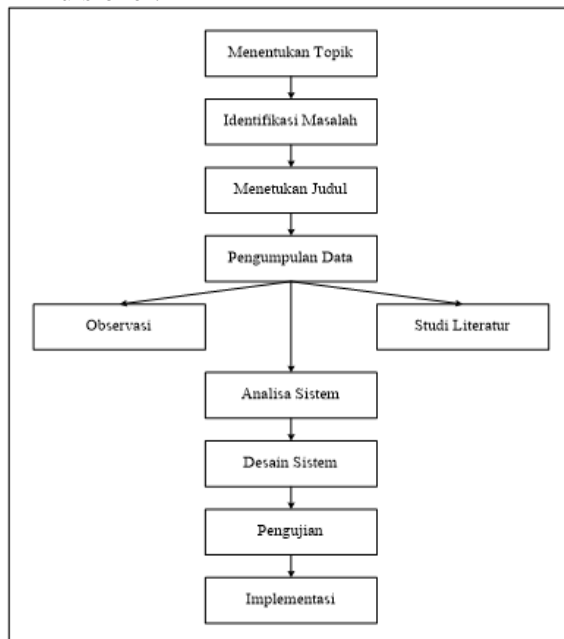 Menentukan Topik
Identifikasi Masalah
Menetukan Judul
Pengumpulan Data
Observasi
Studi Literatur
Analisa Sistem
Desain Sistem
Pengujian
Implementasi